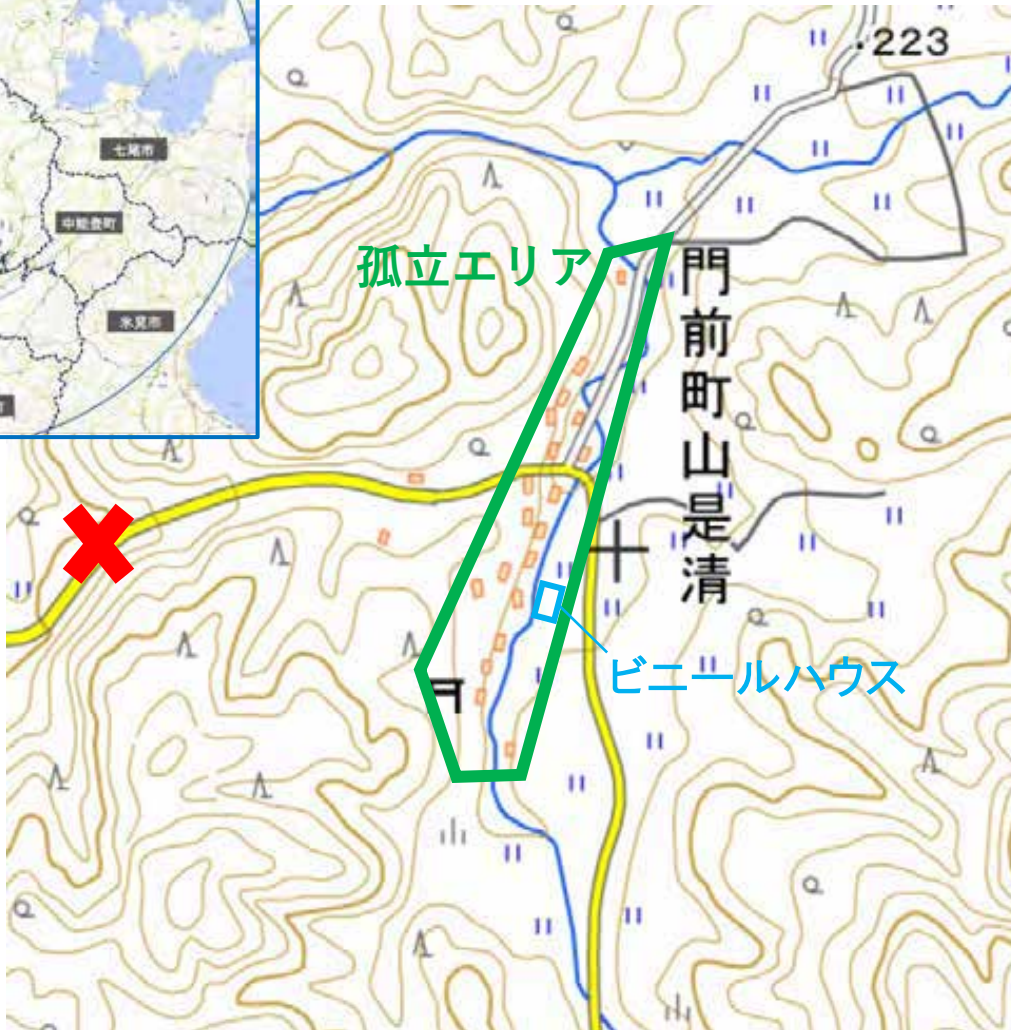 七尾市
中能登町
氷見市
223
孤立エリア
門前町山是清
ビニールハウス